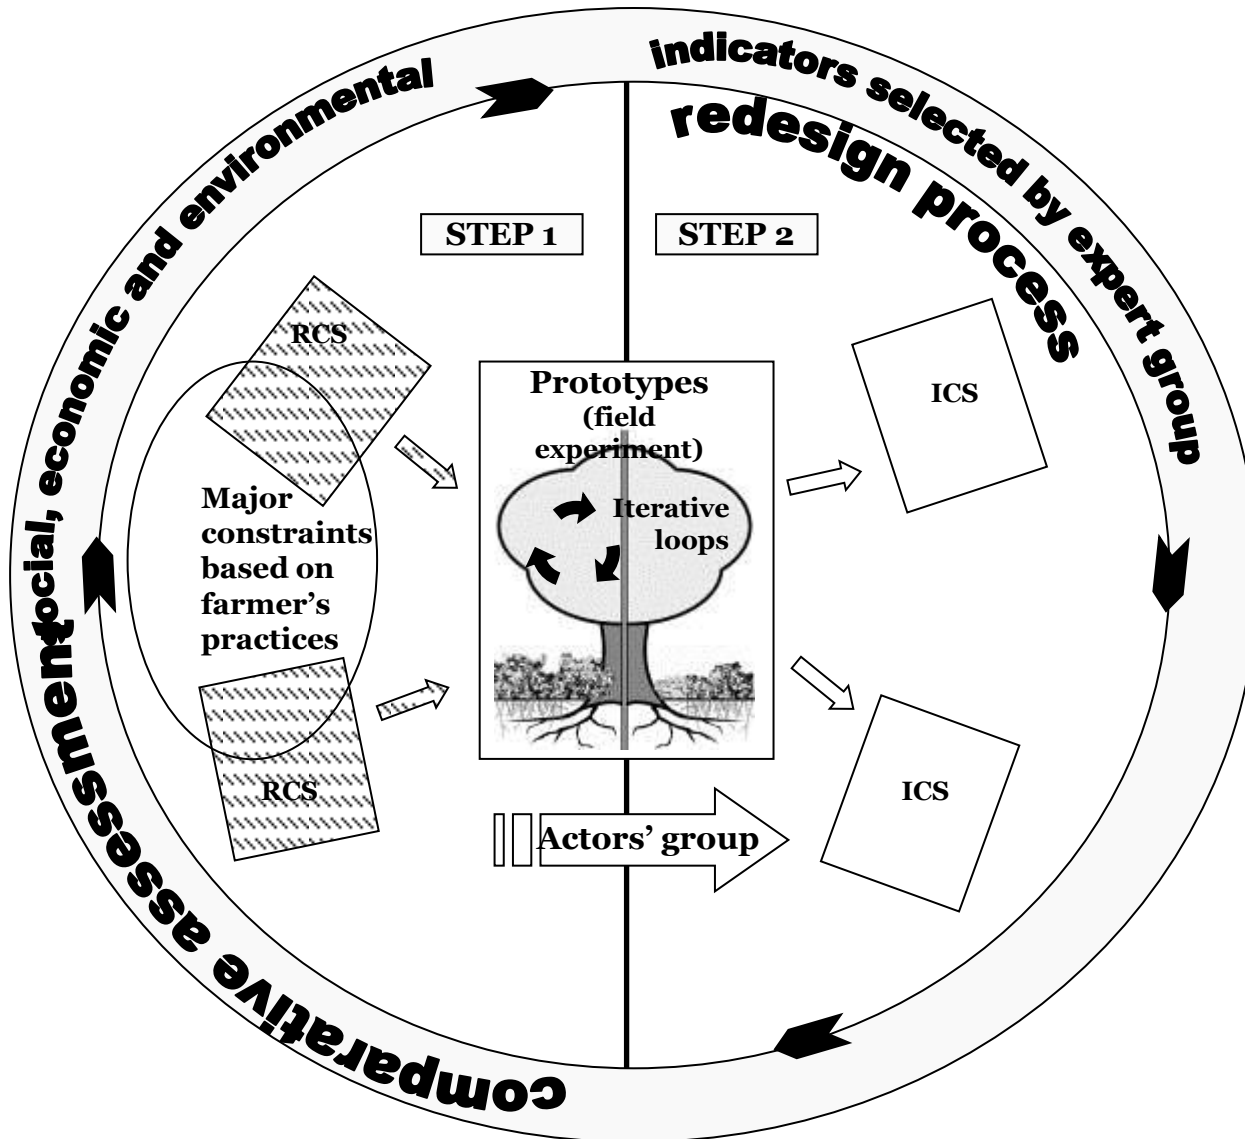 comparative assessment
social, economic and environmental
indicators selected by expert group
redesign process
STEP 1
STEP 2
RCS
Major
constraints
based on
farmer’s
practices
RCS
Prototypes
(field
experiment)
Iterative
loops
ICS
ICS
Actors’ group